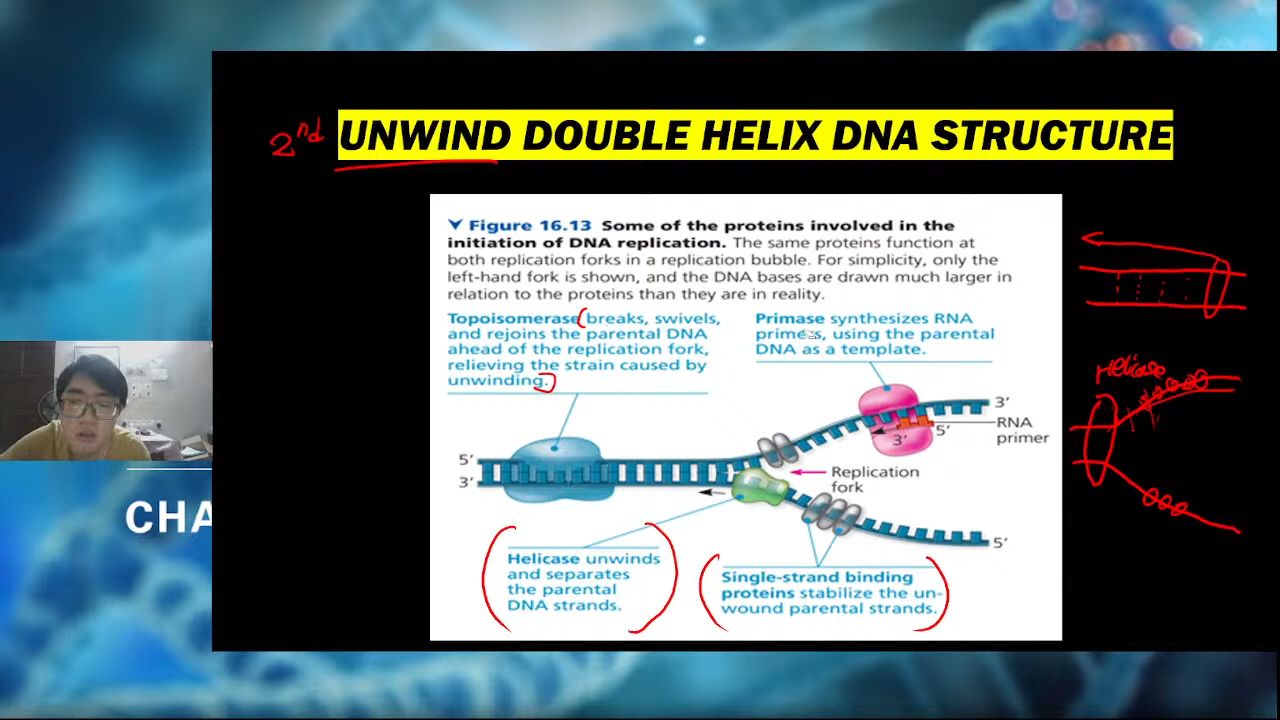 2nd UNWIND DOUBLE HELIX DNA STRUCTURE
Figure 16.13 Some of the proteins involved in the
initiation of DNA replication. The same proteins function at
both replication forks in a replication bubble. For simplicity, only the
left-hand fork is shown, and the DNA bases are drawn much larger in
relation to the proteins than they are in reality.
Topoisomerase breaks, swivels,
and rejoins the parental DNA
ahead of the replication fork,
relieving the strain caused by
unwinding.
Primase synthesizes RNA
primers, using the parental
DNA as a template.
Helicase
3'
RNA
primer
5'
3'
5'
3'
Replication
fork
5'
Helicase unwinds
and separates
the parental
DNA strands.
Single-strand binding
proteins stabilize the un-
wound parental strands.
CHA